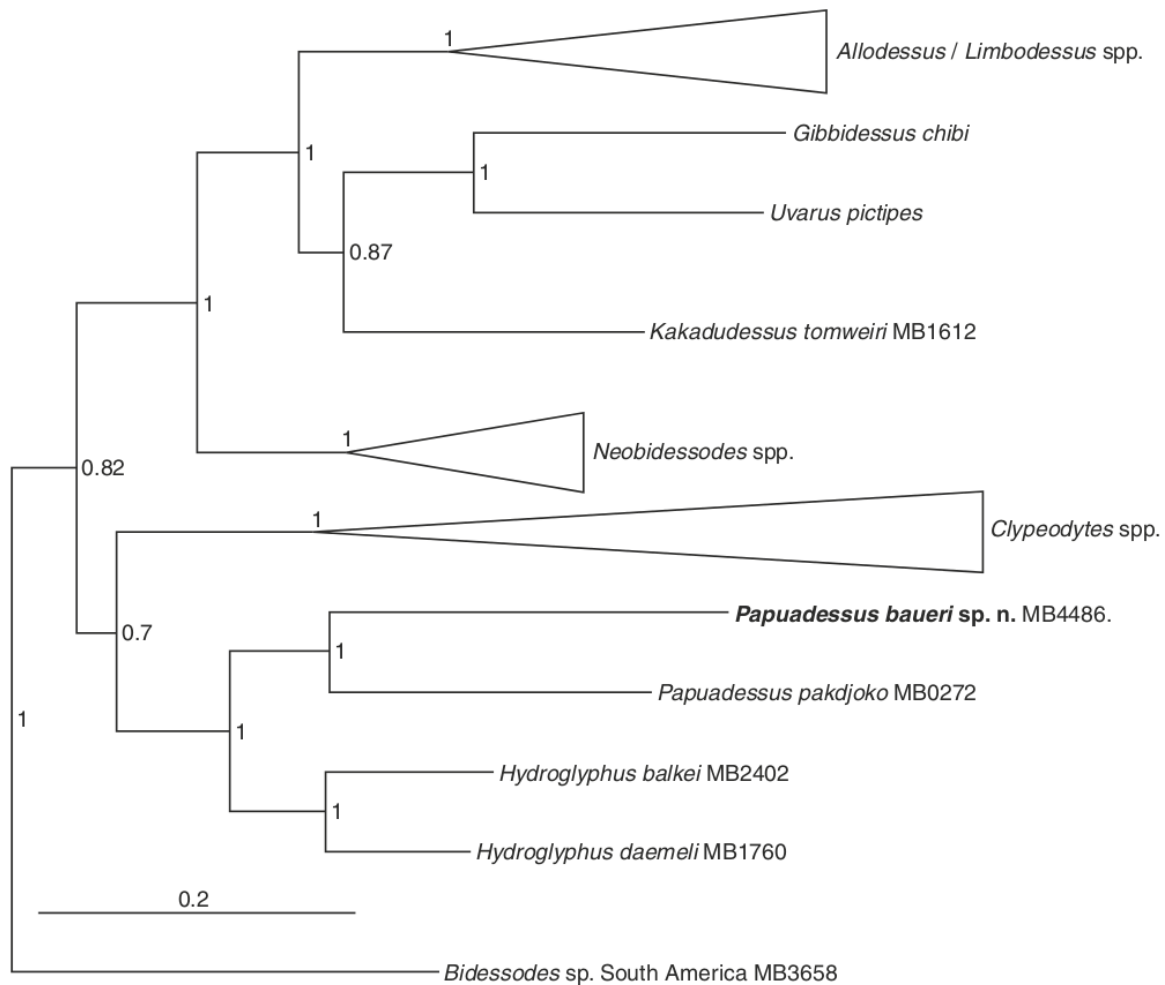 1
Allodessus / Limbodessus spp.
Gibbidessus chibi
1
1
Uvarus pictipes
0.87
1
Kakadudessus tomweiri MB1612
1
Neobidessodes spp.
0.82
1
Clypeodytes spp.
Papuadessus baueri sp. n. MB4486.
0.7
1
Papuadessus pakdjoko MB0272
1
1
Hydroglyphus balkei MB2402
1
Hydroglyphus daemeli MB1760
0.2
Bidessodes sp. South America MB3658